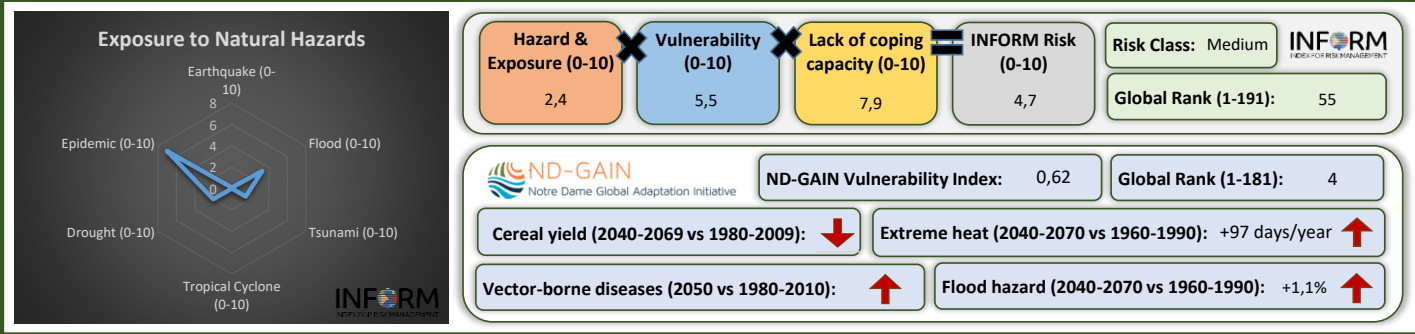 Exposure to Natural Hazards
Earthquake (0-
10)
8
6
4
2
0
Flood (0-10)
Tsunami (0-10)
Tropical Cyclone
(0-10)
Drought (0-10)
Epidemic (0-10)
INFORM
INDEX FOR RISK MANAGEMENT
Hazard &
Exposure (0-10)
2,4
Vulnerability
(0-10)
5,5
Lack of coping
capacity (0-10)
7,9
INFORM Risk
(0-10)
4,7
Risk Class: Medium
INFORM
INDEX FOR RISK MANAGEMENT
Global Rank (1-191): 55
ND-GAIN
Notre Dame Global Adaptation Initiative
ND-GAIN Vulnerability Index: 0,62
Global Rank (1-181): 4
Cereal yield (2040-2069 vs 1980-2009):
Extreme heat (2040-2070 vs 1960-1990): +97 days/year
Vector-borne diseases (2050 vs 1980-2010):
Flood hazard (2040-2070 vs 1960-1990): +1,1%